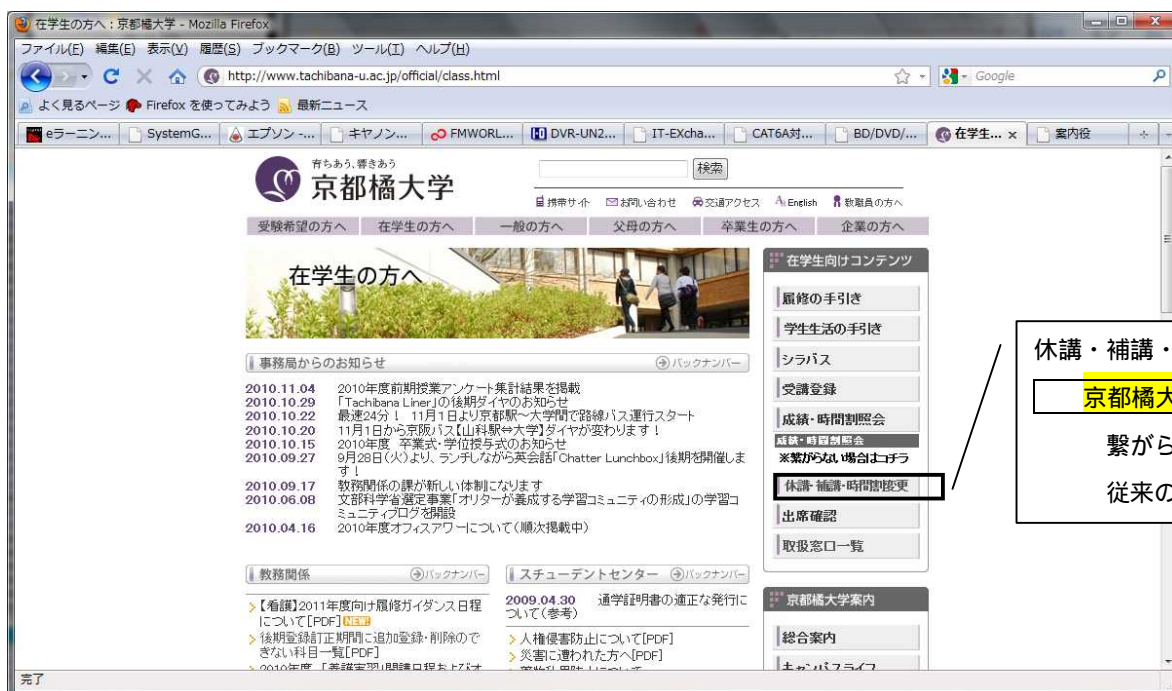 在学生の方へ : 京都橘大学 - Mozilla Firefox
ファイル(F) 編集(E) 表示(V) 履歴(S) ブックマーク(B) ツール(T) ヘルプ(H)
http://www.tachibana-u.ac.jp/official/class.html
Google
よく見るページ Firefox を使ってみよう 最新ニュース
eラーニン... SystemG... エプソン -... キヤノン... FMWORL... DVR-UN2... IT-EXcha... CAT6A対... BD/DVD/... 在学生... × 案内役
育ちあう、響きあう
京都橘大学
検索
携帯サイト お問い合わせ 交通アクセス English 教職員の方へ
受験希望の方へ 在学生の方へ 一般の方へ 父母の方へ 卒業生の方へ 企業の方へ
在学生の方へ
事務局からのお知らせ バックナンバー
2010.11.04 2010年度前期授業アンケート集計結果を掲載
2010.10.29 「Tachibana Liner」の後期ダイヤのお知らせ
2010.10.22 最速24分! 11月1日より京都駅〜大学間で路線バス運行スタート
2010.10.20 11月1日から京阪バス【山科駅⇔大学】ダイヤが変わります!
2010.10.15 2010年度 卒業式・学位授与式のお知らせ
2010.09.27 9月28日(火)より、ランチしながら英会話「Chatter Lunchbox」後期を開催しま
す!
2010.09.17 教務関係の課が新しい体制になります
2010.06.08 文部科学省選定事業「オリターが養成する学習コミュニティの形成」の学習コ
ミュニティブログを開設
2010.04.16 2010年度オフィスアワーについて(順次掲載中)
教務関係 バックナンバー
【看護】2011年度向け履修ガイダンス日程
について[PDF] NEW!
後期登録訂正期間に追加登録・削除ので
きない科目一覧[PDF]
スチューデントセンター バックナンバー
2009.04.30 通学証明書の適正な発行に
ついて(参考)
人権侵害防止について[PDF]
災害に遭われた方へ[PDF]
在学生向けコンテンツ
履修の手引き
学生生活の手引き
シラバス
受講登録
成績・時間割照会
成績・時間割照会
※繋がらない場合はコチラ
休講・補講・時間割変更
出席確認
取扱窓口一覧
京都橘大学案内
総合案内
キャンパスライフ
休講・補講・
京都橘大
繋がら
従来の
完了